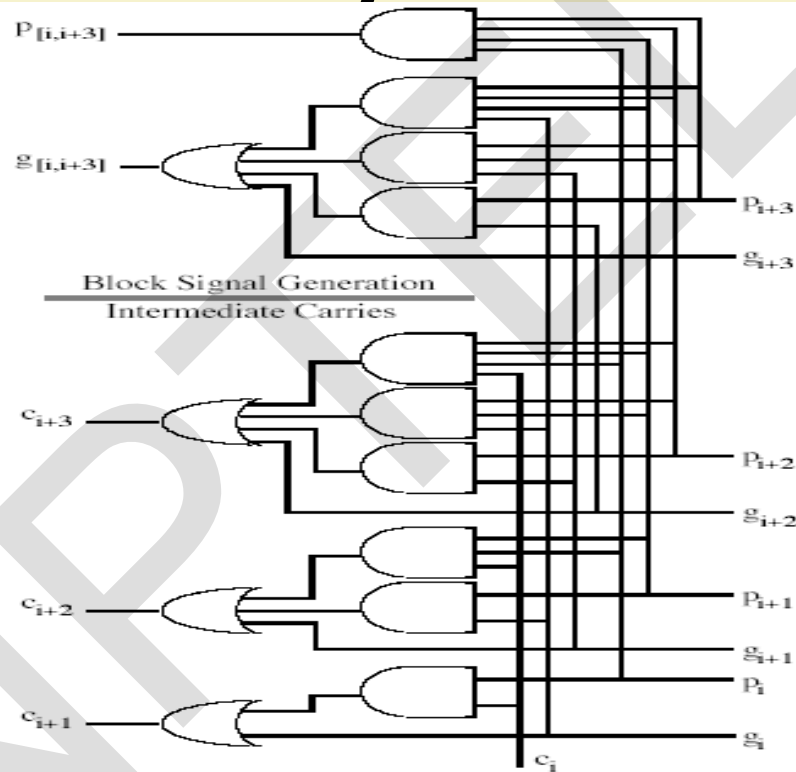 p[i,i+3]
g[i,i+3]
pi+3
gi+3
Block Signal Generation
Intermediate Carries
ci+3
pi+2
gi+2
ci+2
pi+1
gi+1
pi
ci+1
gi
ci
NPTEL